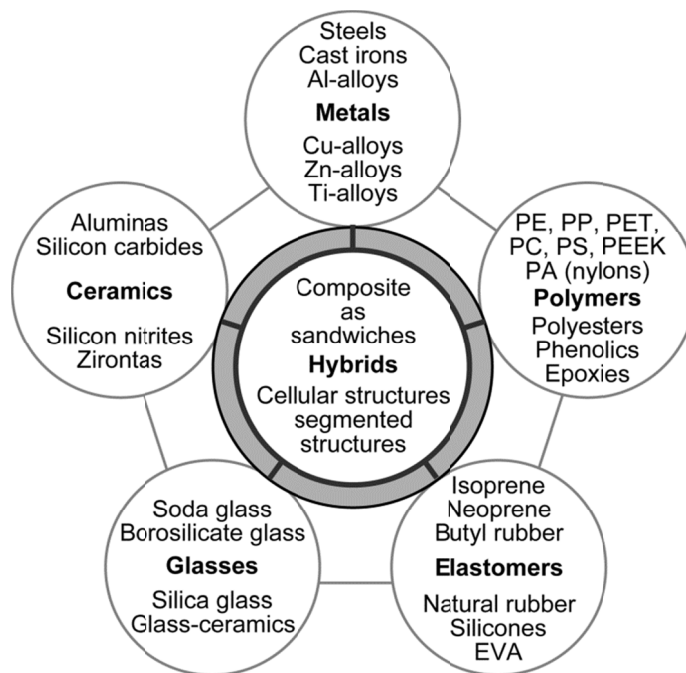 Steels
Cast irons
Al-alloys
Metals
Cu-alloys
Zn-alloys
Ti-alloys
Aluminas
Silicon carbides
Ceramics
Silicon nitrites
Zirontas
PE, PP, PET,
PC, PS, PEEK
PA (nylons)
Polymers
Polyesters
Phenolics
Epoxies
Composite
as
sandwiches
Hybrids
Cellular structures
segmented
structures
Soda glass
Borosilicate glass
Glasses
Silica glass
Glass-ceramics
Isoprene
Neoprene
Butyl rubber
Elastomers
Natural rubber
Silicones
EVA